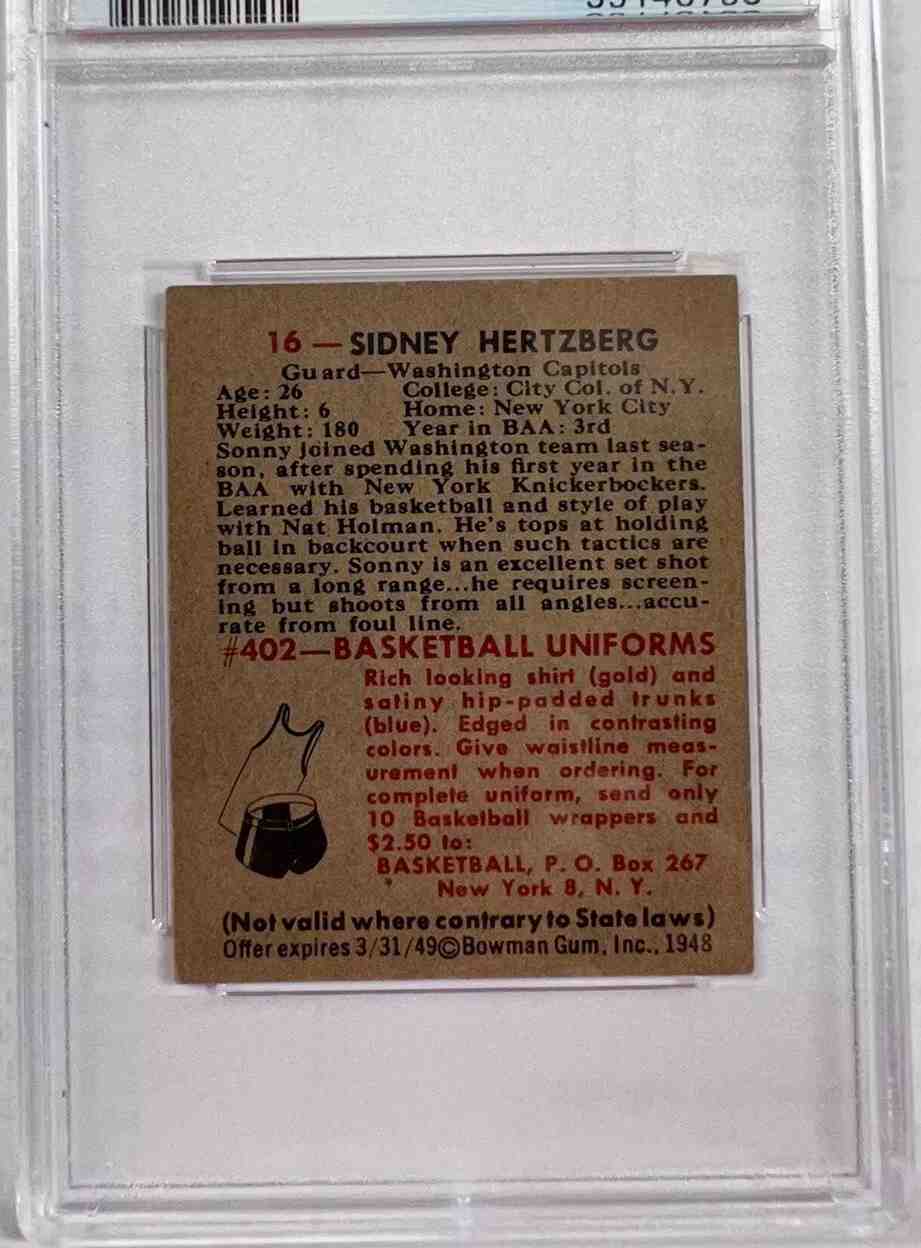 16 — SIDNEY HERTZBERG
Guard—Washington Capitols
Age: 26 College: City Col. of N.Y.
Height: 6 Home: New York City
Weight: 180 Year in BAA: 3rd
Sonny joined Washington team last sea-
son, after spending his first year in the
BAA with New York Knickerbockers.
Learned his basketball and style of play
with Nat Holman. He's tops at holding
ball in backcourt when such tactics are
necessary. Sonny is an excellent set shot
from a long range...he requires screen-
ing but shoots from all angles...accu-
rate from foul line.
#402—BASKETBALL UNIFORMS
Rich looking shirt (gold) and
satiny hip-padded trunks
(blue). Edged in contrasting
colors. Give waistline meas-
urement when ordering. For
complete uniform, send only
10 Basketball wrappers and
$2.50 to:
BASKETBALL, P. O. Box 267
New York 8, N. Y.
(Not valid where contrary to State laws)
Offer expires 3/31/49©Bowman Gum, Inc., 1948